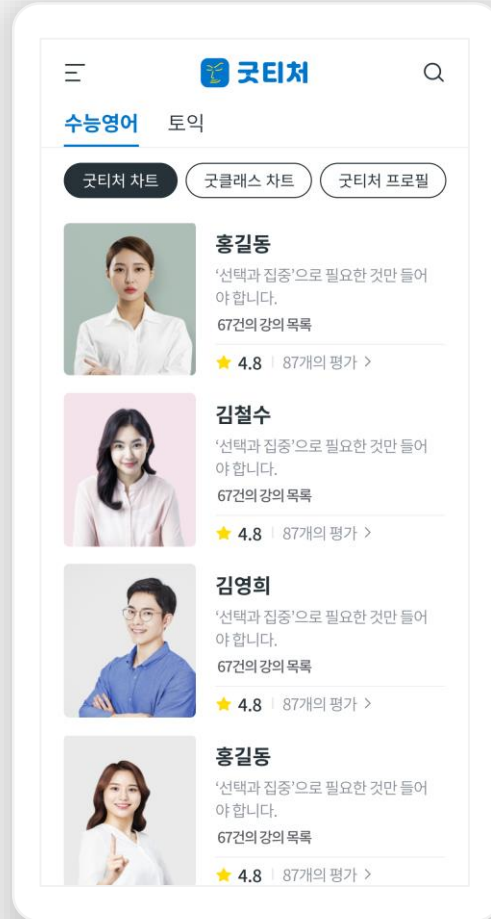 굿티처
수능영어 토익
굿티처 차트 굿클래스 차트 굿티처 프로필
홍길동
‘선택과 집중’으로 필요한 것만 들어
야 합니다.
67건의 강의 목록
4.8 87개의 평가 >
김철수
‘선택과 집중’으로 필요한 것만 들어
야 합니다.
67건의 강의 목록
4.8 87개의 평가 >
김영희
‘선택과 집중’으로 필요한 것만 들어
야 합니다.
67건의 강의 목록
4.8 87개의 평가 >
홍길동
‘선택과 집중’으로 필요한 것만 들어
야 합니다.
67건의 강의 목록
4.8 87개의 평가 >